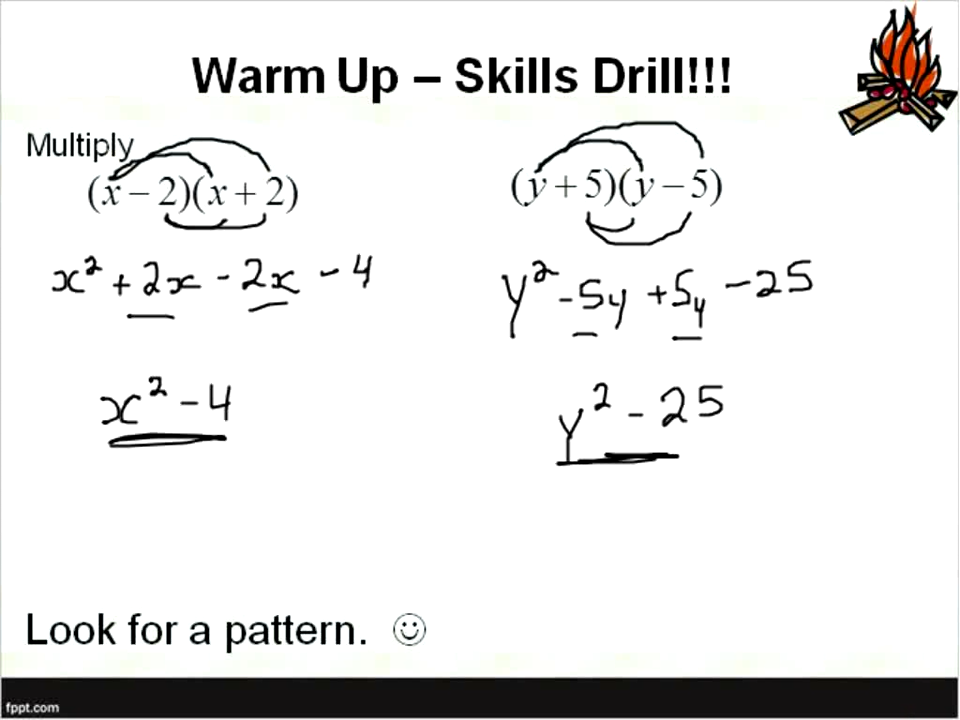 Warm Up – Skills Drill!!!
Multiply
(x − 2)(x + 2)
x² + 2x - 2x - 4
x² - 4
(y + 5)(y − 5)
y² - 5y + 5y - 25
y² - 25
Look for a pattern. ☺
fppt.com